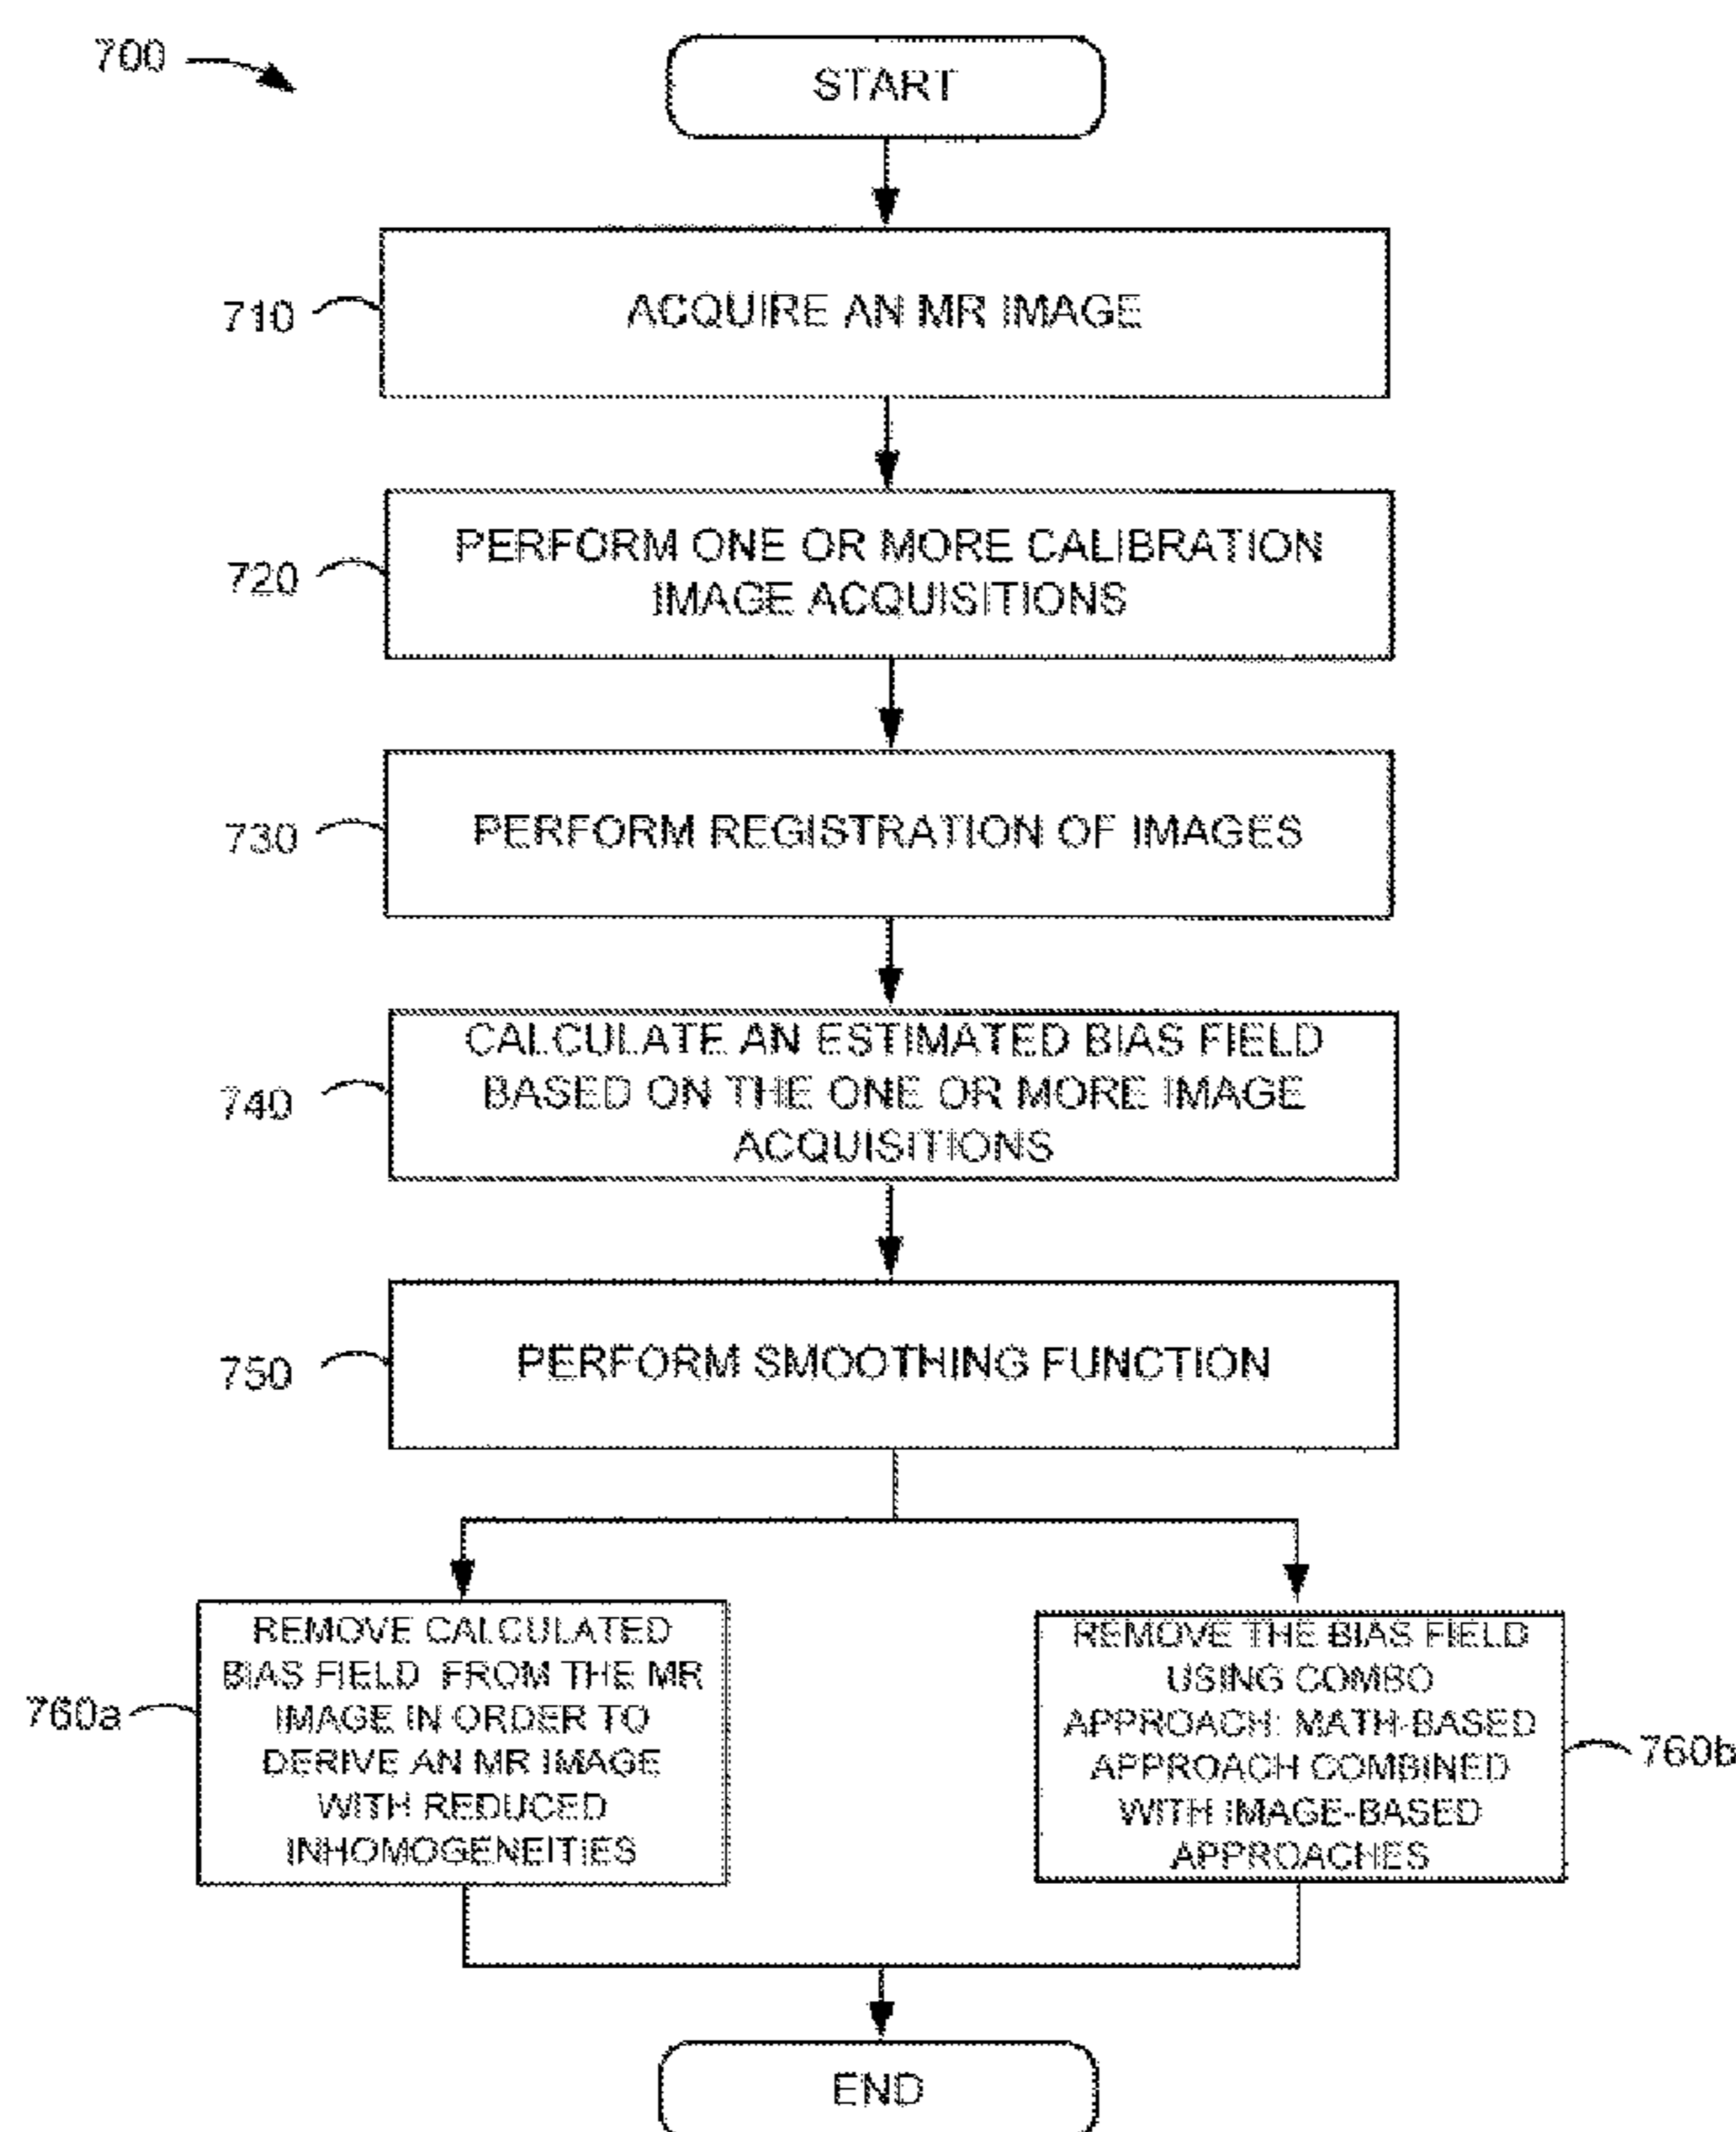 700
START
710
ACQUIRE AN MR IMAGE
720
PERFORM ONE OR MORE CALIBRATION
IMAGE ACQUISITIONS
730
PERFORM REGISTRATION OF IMAGES
740
CALCULATE AN ESTIMATED BIAS FIELD
BASED ON THE ONE OR MORE IMAGE
ACQUISITIONS
750
PERFORM SMOOTHING FUNCTION
760a
REMOVE CALCULATED
BIAS FIELD FROM THE MR
IMAGE IN ORDER TO
DERIVE AN MR IMAGE
WITH REDUCED
INHOMOGENEITIES
REMOVE THE BIAS FIELD
USING COMBO
APPROACH: MATH-BASED
APPROACH COMBINED
WITH IMAGE-BASED
APPROACHES
760b
END